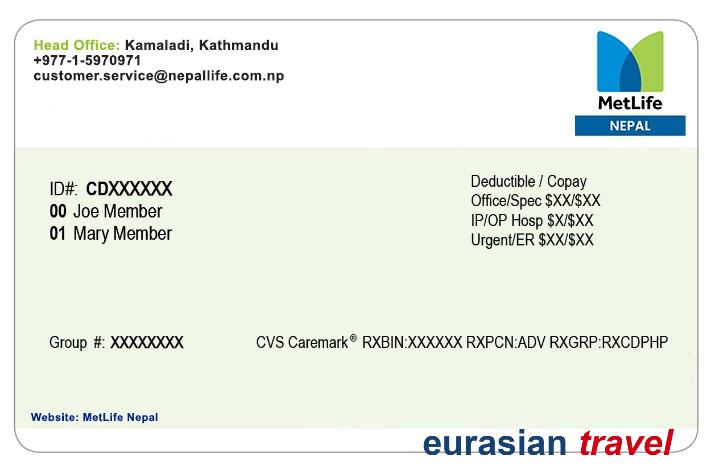 Head Office: Kamaladi, Kathmandu
+977-1-5970971
customer.service@nepallife.com.np
MetLife
NEPAL
ID#: CDXXXXXX
00 Joe Member
01 Mary Member
Deductible / Copay
Office/Spec $XX/$XX
IP/OP Hosp $X/$XX
Urgent/ER $XX/$XX
Group #: XXXXXXXX
CVS Caremark® RXBIN:XXXXXX RXPCN:ADV RXGRP:RXCDPHP
Website: MetLife Nepal
eurasian travel